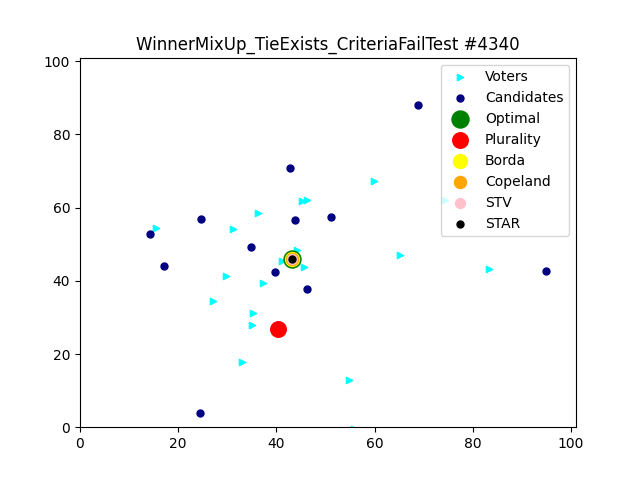 WinnerMixUp_TieExists_CriteriaFailTest #4340
100
80
60
40
20
0
0
20
40
60
80
100
Voters
Candidates
Optimal
Plurality
Borda
Copeland
STV
STAR